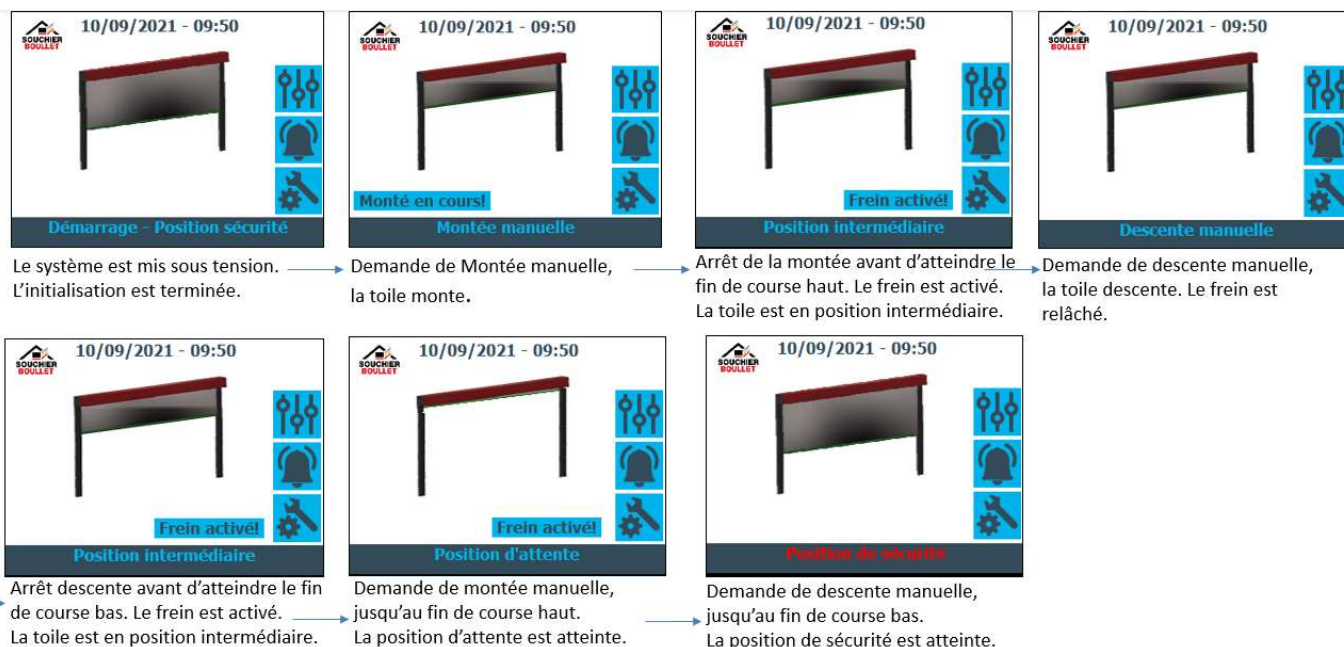 10/09/2021 - 09:50
SOUCHIER
BOULLET
Monté en cours!
Démarrage - Position sécurité
Le système est mis sous tension.
L'initialisation est terminée.
10/09/2021 - 09:50
SOUCHIER
BOULLET
Montée manuelle
Demande de Montée manuelle,
la toile monte.
10/09/2021 - 09:50
SOUCHIER
BOULLET
Frein activé!
Position intermédiaire
Arrêt de la montée avant d'atteindre le
fin de course haut. Le frein est activé.
La toile est en position intermédiaire.
10/09/2021 - 09:50
SOUCHIER
BOULLET
Descente manuelle
Demande de descente manuelle,
la toile descente. Le frein est
relâché.
10/09/2021 - 09:50
SOUCHIER
BOULLET
Frein activé!
Position intermédiaire
Arrêt descente avant d'atteindre le fin
de course bas. Le frein est activé.
La toile est en position intermédiaire.
10/09/2021 - 09:50
SOUCHIER
BOULLET
Frein activé!
Position d'attente
Demande de montée manuelle,
jusqu'au fin de course haut.
La position d'attente est atteinte.
10/09/2021 - 09:50
SOUCHIER
BOULLET
Position de sécurité
Demande de descente manuelle,
jusqu'au fin de course bas.
La position de sécurité est atteinte.